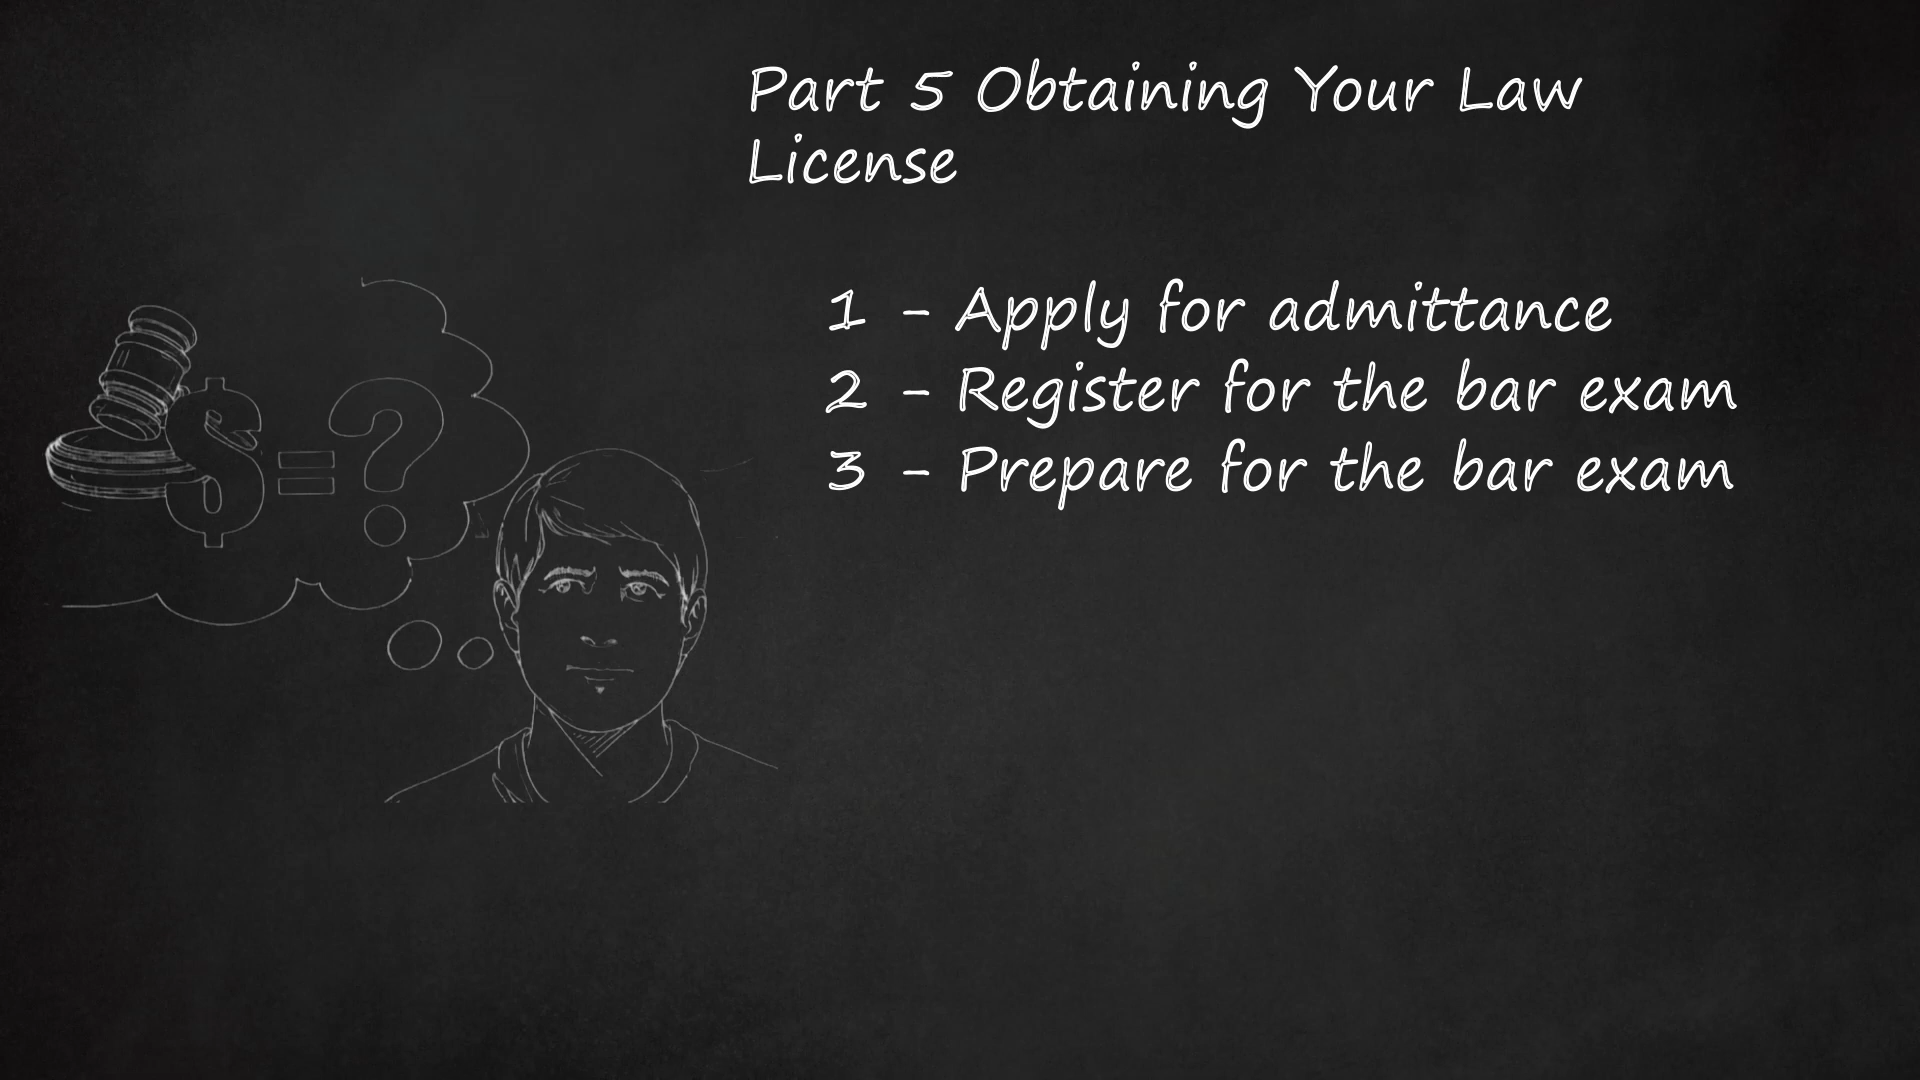 Part 5 Obtaining Your Law
License
1 - Apply for admittance
2 - Register for the bar exam
3 - Prepare for the bar exam
$ = ?